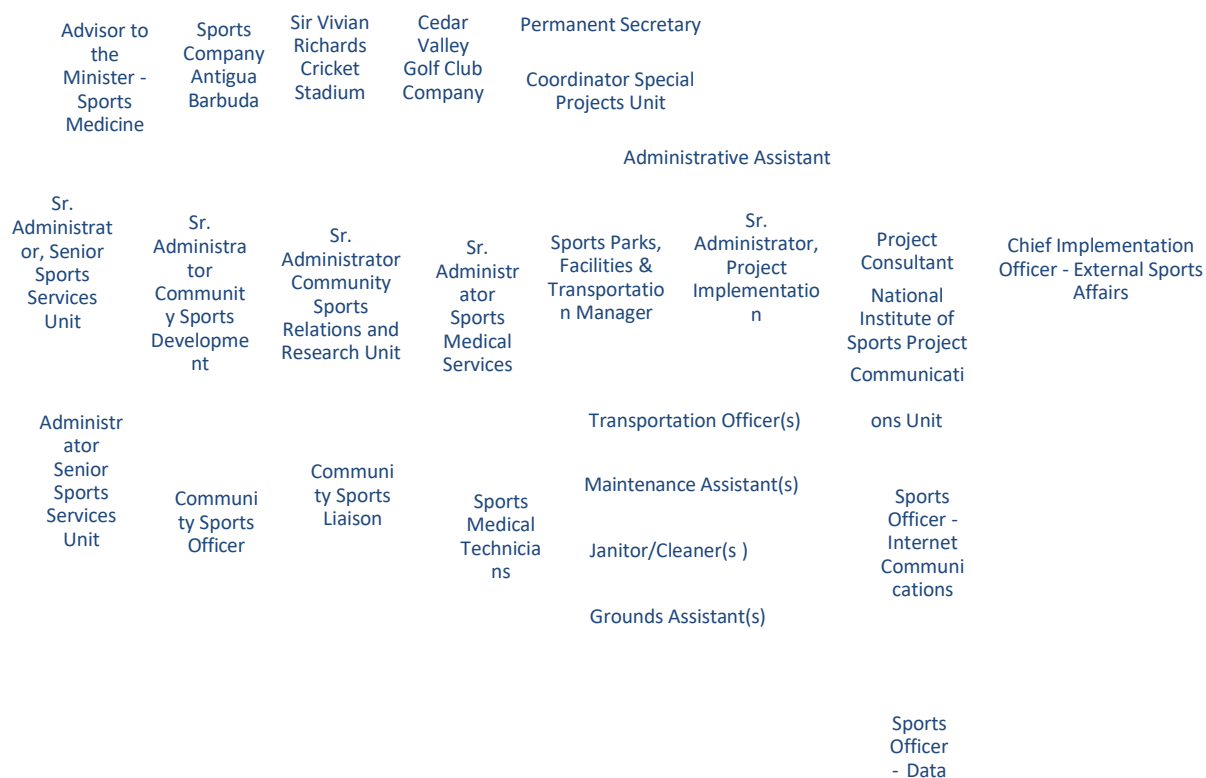 Advisor to
the
Minister -
Sports
Medicine
Sports
Company
Antigua
Barbuda
Sir Vivian
Richards
Cricket
Stadium
Cedar
Valley
Golf Club
Company
Permanent Secretary
Coordinator Special
Projects Unit
Administrative Assistant
Sr.
Administrat
or, Senior
Sports
Services
Unit
Sr.
Administra
tor
Communit
y Sports
Developme
nt
Sr.
Administrator
Community
Sports
Relations and
Research Unit
Sr.
Administr
ator
Sports
Medical
Services
Sports Parks,
Facilities &
Transportatio
n Manager
Sr.
Administrator,
Project
Implementatio
n
Project
Consultant
National
Institute of
Sports Project
Communicati
ons Unit
Chief Implementation
Officer - External Sports
Affairs
Administr
ator
Senior
Sports
Services
Unit
Communi
ty Sports
Officer
Communi
ty Sports
Liaison
Sports
Medical
Technicia
ns
Transportation Officer(s)
Maintenance Assistant(s)
Janitor/Cleaner(s )
Grounds Assistant(s)
Sports
Officer -
Internet
Communi
cations
Sports
Officer
- Data